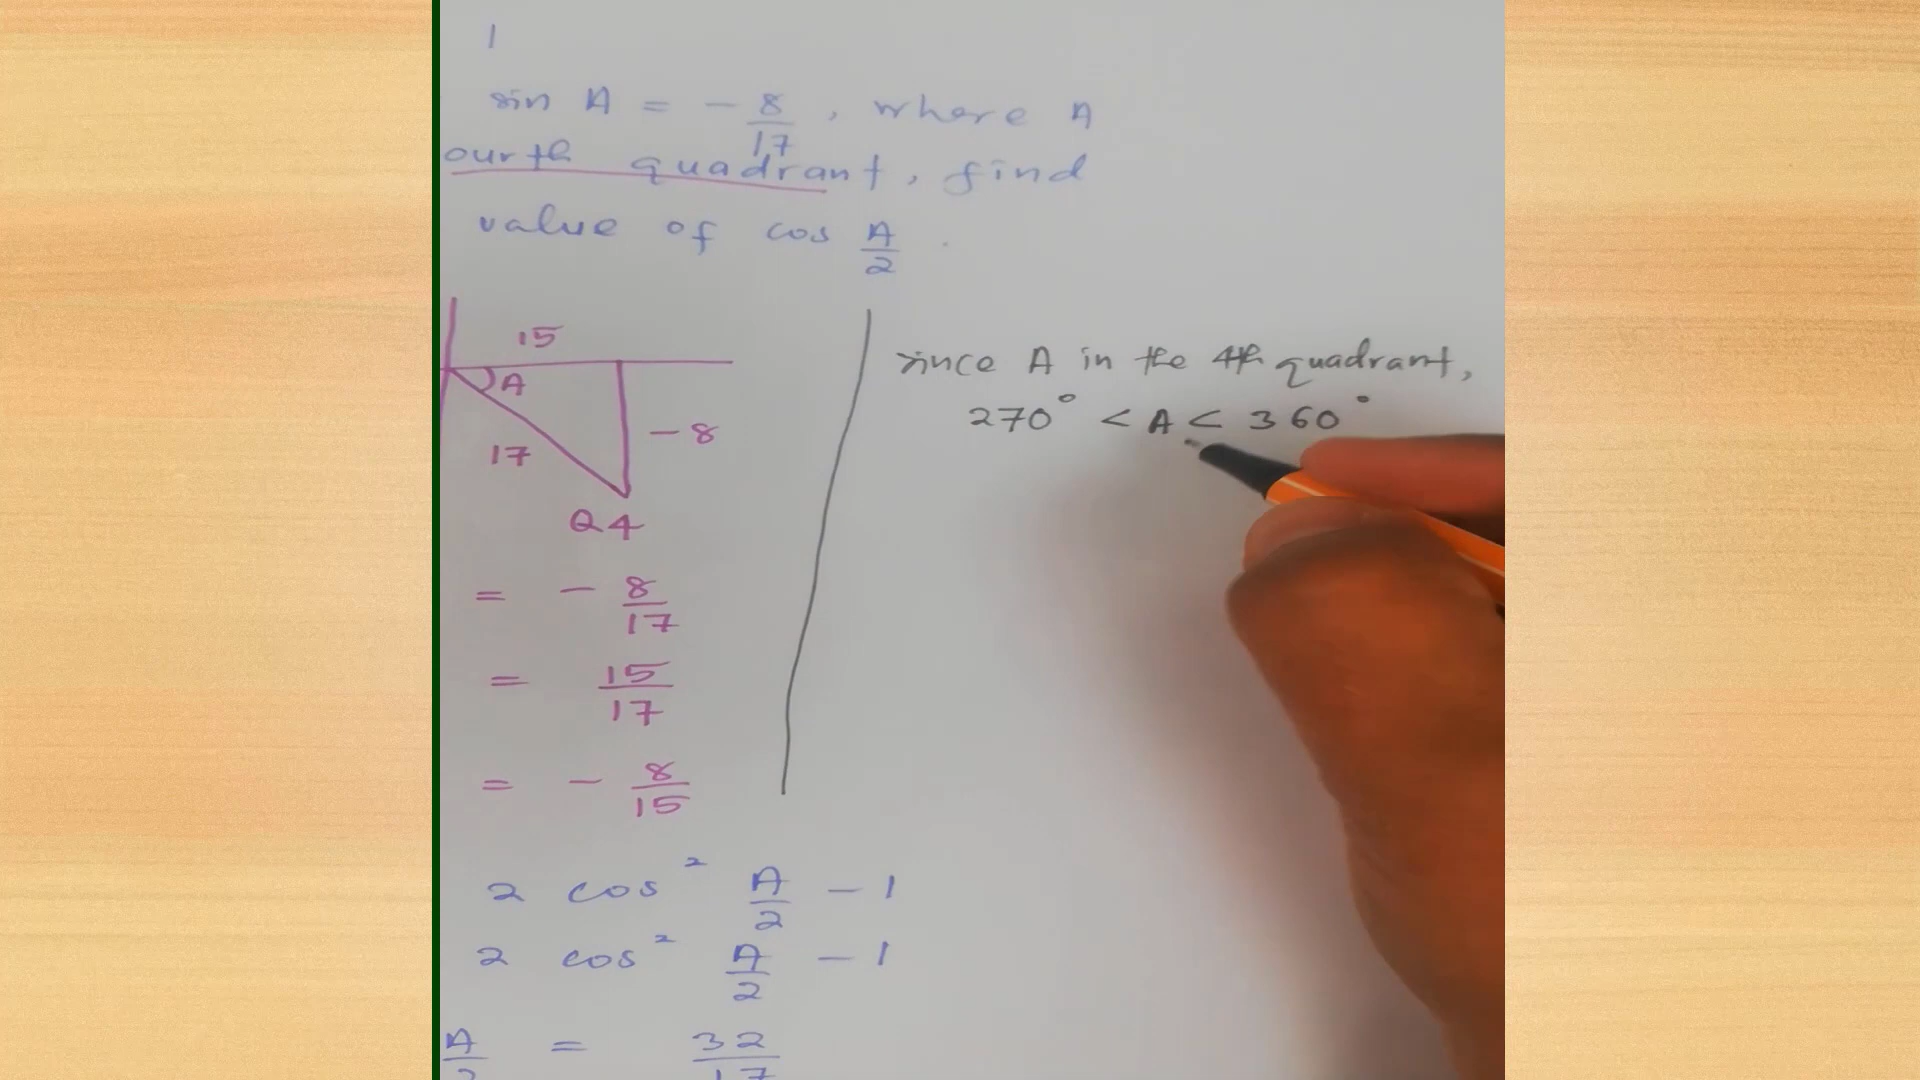 1
sin A = - 8/17, where A
ourth quadrant, find
value of cos A/2.
15
A
17
-8
Q4
= - 8/17
= 15/17
= - 8/15
2 cos² A/2 - 1
2 cos² A/2 - 1
A/2 = 32/17
since A in the 4th quadrant,
270° < A < 360°